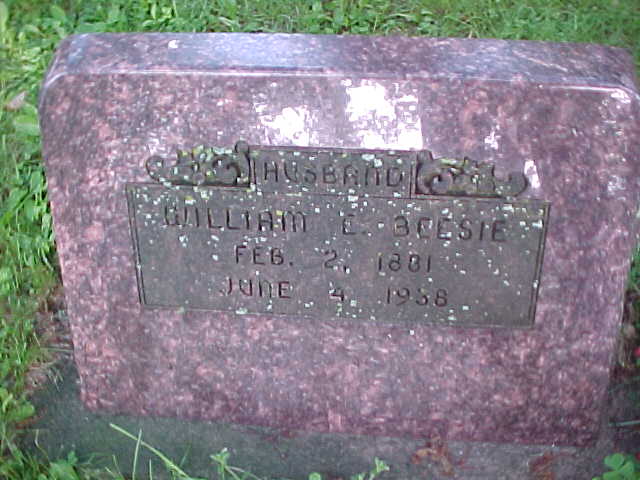 HUSBAND
WILLIAM E. BEESIE
FEB. 2, 1881
JUNE 4 1938